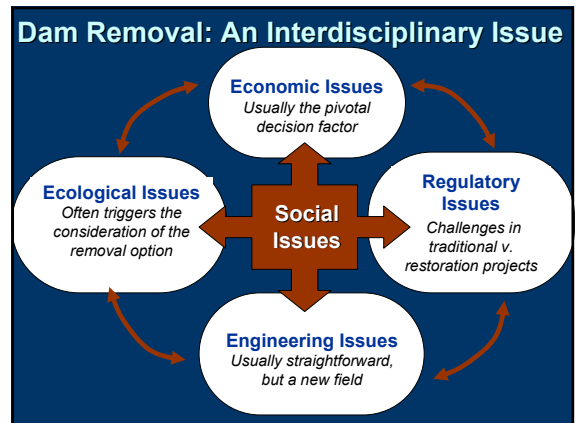 Dam Removal: An Interdisciplinary Issue
Economic Issues
Usually the pivotal
decision factor
Ecological Issues
Often triggers the
consideration of the
removal option
Social
Issues
Regulatory
Issues
Challenges in
traditional v.
restoration projects
Engineering Issues
Usually straightforward,
but a new field